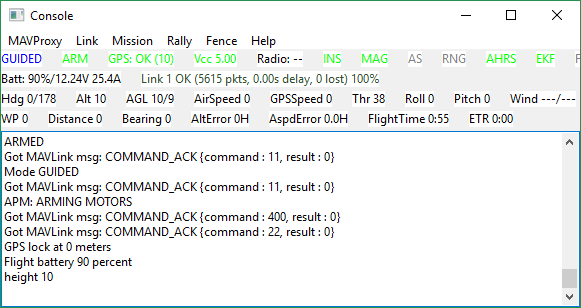 Console
MAVProxy Link Mission Rally Fence Help
GUIDED ARM GPS: OK (10) Vcc 5.00 Radio: -- INS MAG AS RNG AHRS EKF
Batt: 90%/12.24V 25.4A Link 1 OK (5615 pkts, 0.00s delay, 0 lost) 100%
Hdg 0/178 Alt 10 AGL 10/9 AirSpeed 0 GPSSpeed 0 Thr 38 Roll 0 Pitch 0 Wind ---/---
WP 0 Distance 0 Bearing 0 AltError 0H AspdError 0.0H FlightTime 0:55 ETR 0:00
ARMED
Got MAVLink msg: COMMAND_ACK {command : 11, result : 0}
Mode GUIDED
Got MAVLink msg: COMMAND_ACK {command : 11, result : 0}
APM: ARMING MOTORS
Got MAVLink msg: COMMAND_ACK {command : 400, result : 0}
Got MAVLink msg: COMMAND_ACK {command : 22, result : 0}
GPS lock at 0 meters
Flight battery 90 percent
height 10